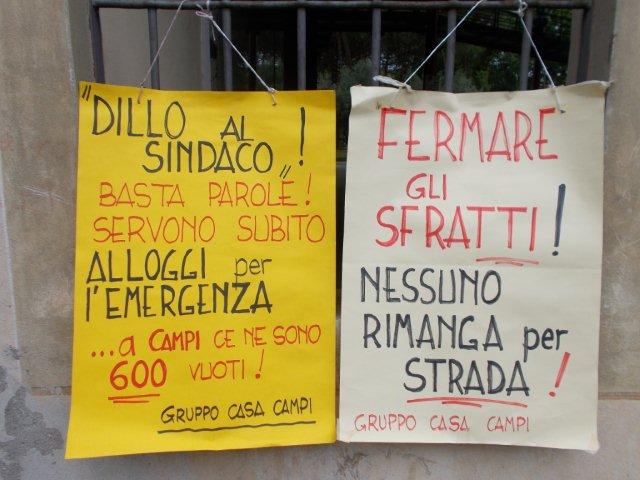 "DILLO AL
SINDACO"!
BASTA PAROLE!
SERVONO SUBITO
ALLOGGI per
l'EMERGENZA
...a CAMPI CE NE SONO
600 VUOTI!
GRUPPO CASA CAMPI
"FERMARE
GLI
SFRATTI!
NESSUNO
RIMANGA per
STRADA!
GRUPPO CASA CAMPI